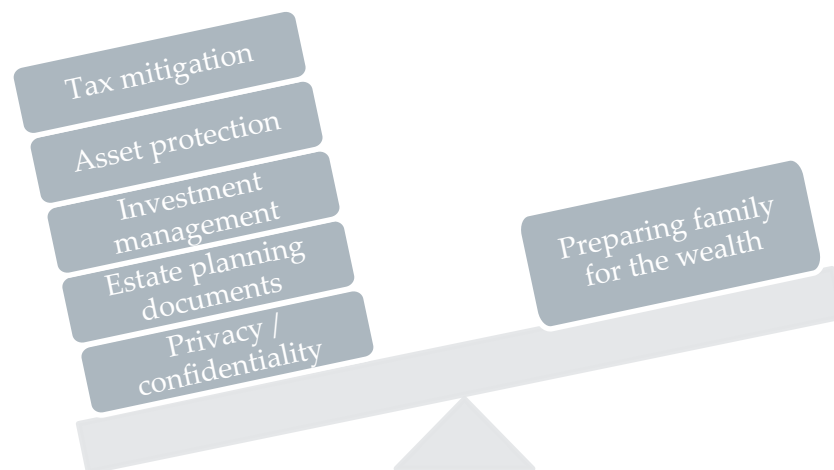 Tax mitigation
Asset protection
Investment
management
Estate planning
documents
Privacy /
confidentiality
Preparing family
for the wealth